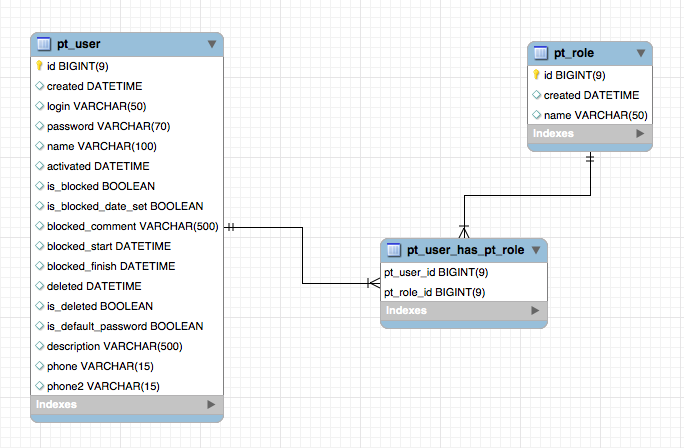 pt_user
id BIGINT(9)
created DATETIME
login VARCHAR(50)
password VARCHAR(70)
name VARCHAR(100)
activated DATETIME
is_blocked BOOLEAN
is_blocked_date_set BOOLEAN
blocked_comment VARCHAR(500)
blocked_start DATETIME
blocked_finish DATETIME
deleted DATETIME
is_deleted BOOLEAN
is_default_password BOOLEAN
description VARCHAR(500)
phone VARCHAR(15)
phone2 VARCHAR(15)
Indexes
pt_role
id BIGINT(9)
created DATETIME
name VARCHAR(50)
Indexes
pt_user_has_pt_role
pt_user_id BIGINT(9)
pt_role_id BIGINT(9)
Indexes